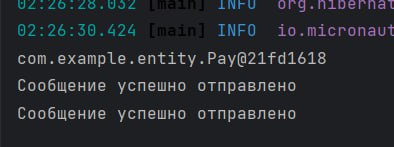 02:26:28.032 [main] INFO org.hibernat
02:26:30.424 [main] INFO io.micronaut
com.example.entity.Pay@21fd1618
Сообщение успешно отправлено
Сообщение успешно отправлено